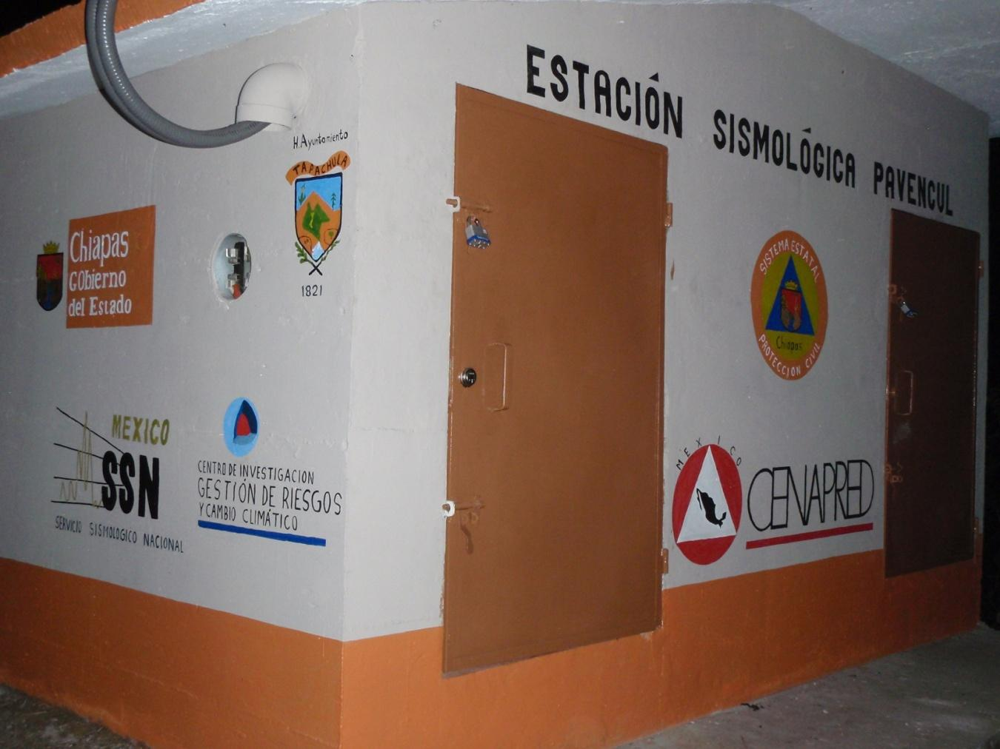 ESTACIÓN SISMOLÓGICA PAVENCUL
H. Ayuntamiento
TAPACHULA
1821
Chiapas
GObierno
del Estado
MEXICO
SSN
SERVICIO SISMOLOGICO NACIONAL
CENTRO DE INVESTIGACION
GESTIÓN DE RIESGOS
Y CAMBIO CLIMÁTICO
SISTEMA ESTATAL
Chiapas
PROTECCION CIVIL
MEXICO
CENAPRED